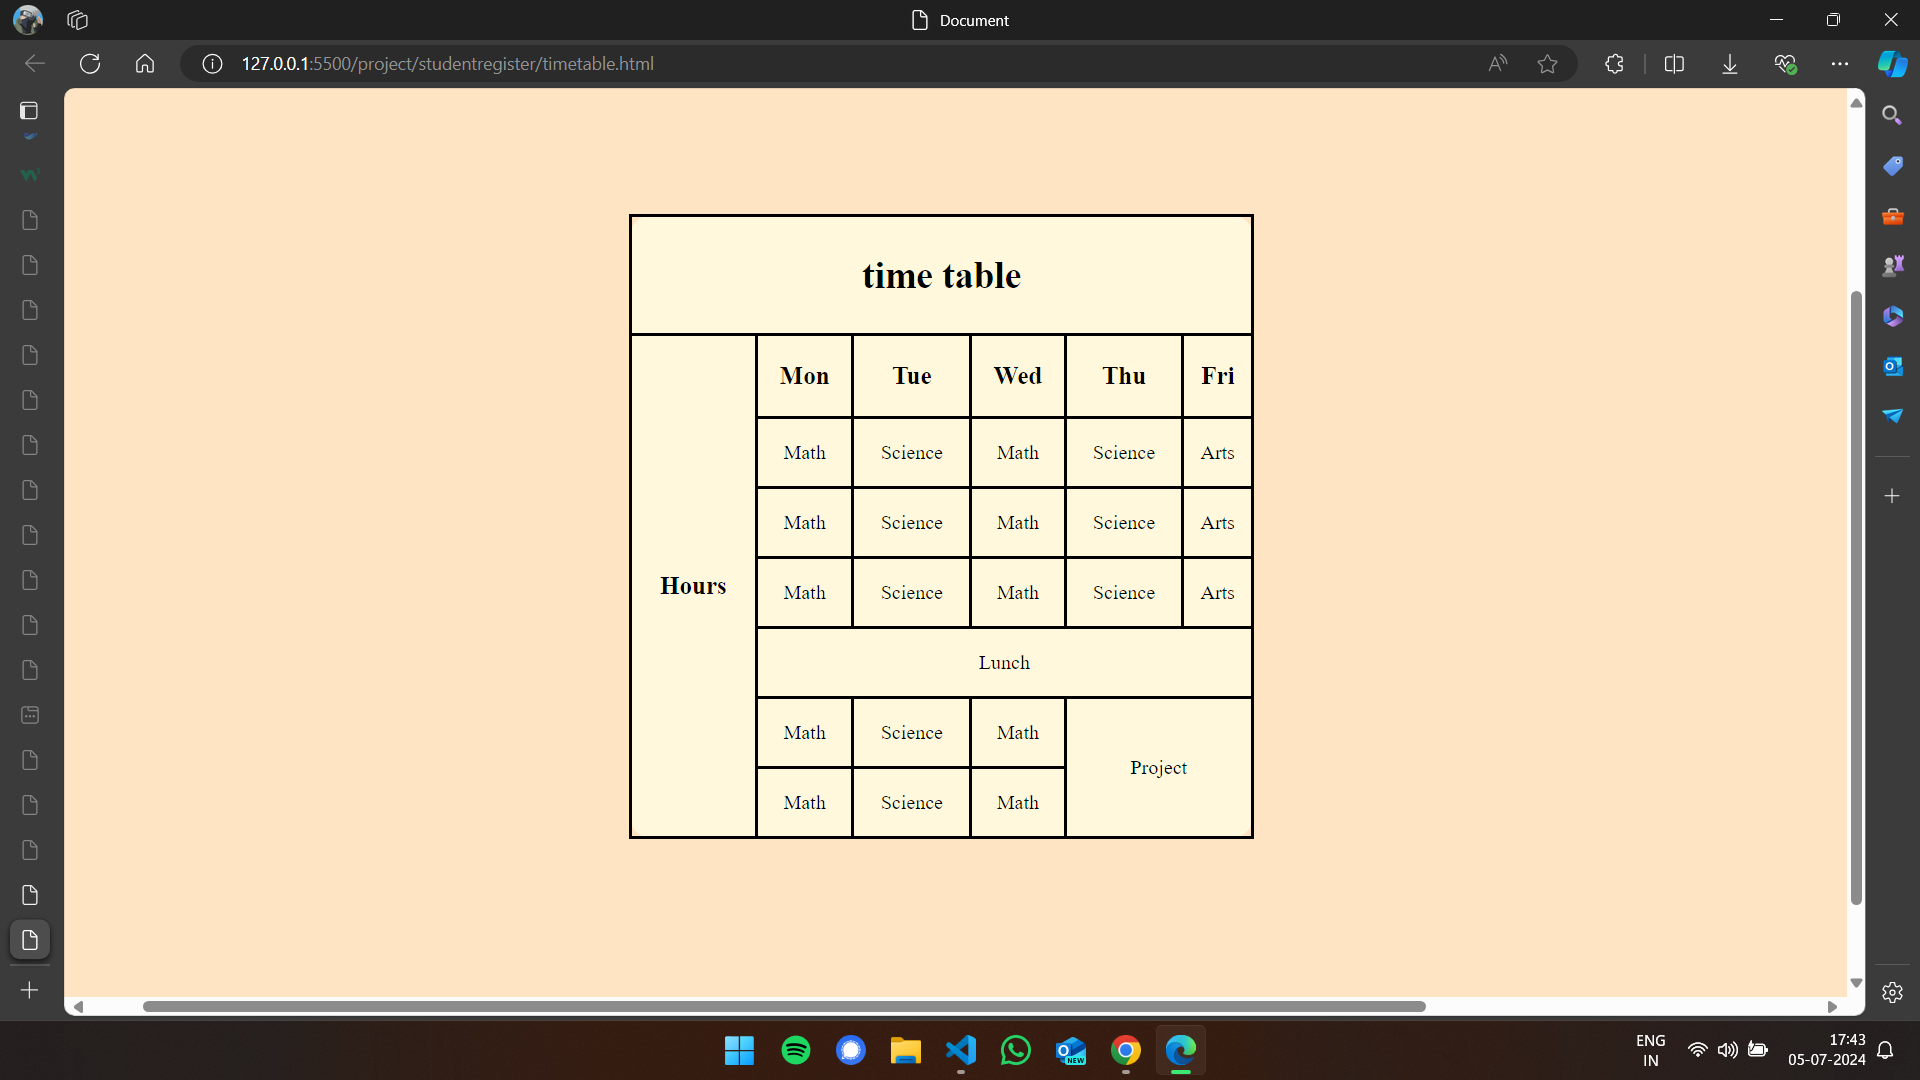 Document
127.0.0.1:5500/project/studentregister/timetable.html
time table
Hours
Mon Tue Wed Thu Fri
Math Science Math Science Arts
Math Science Math Science Arts
Math Science Math Science Arts
Lunch
Math Science Math Project
Math Science Math
NEW
ENG
IN
17:43
05-07-2024